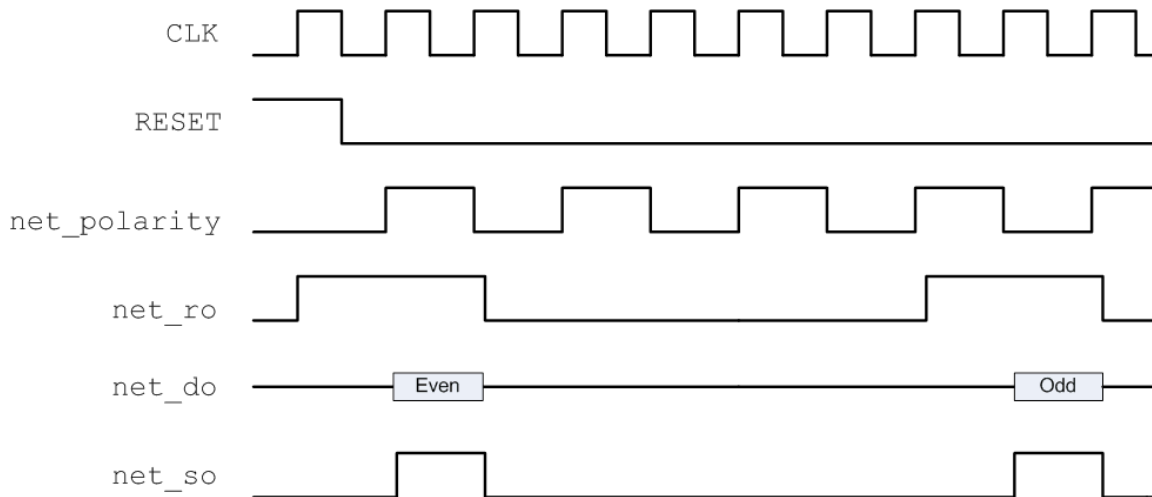 CLK
RESET
net_polarity
net_ro
net_do
Even
Odd
net_so